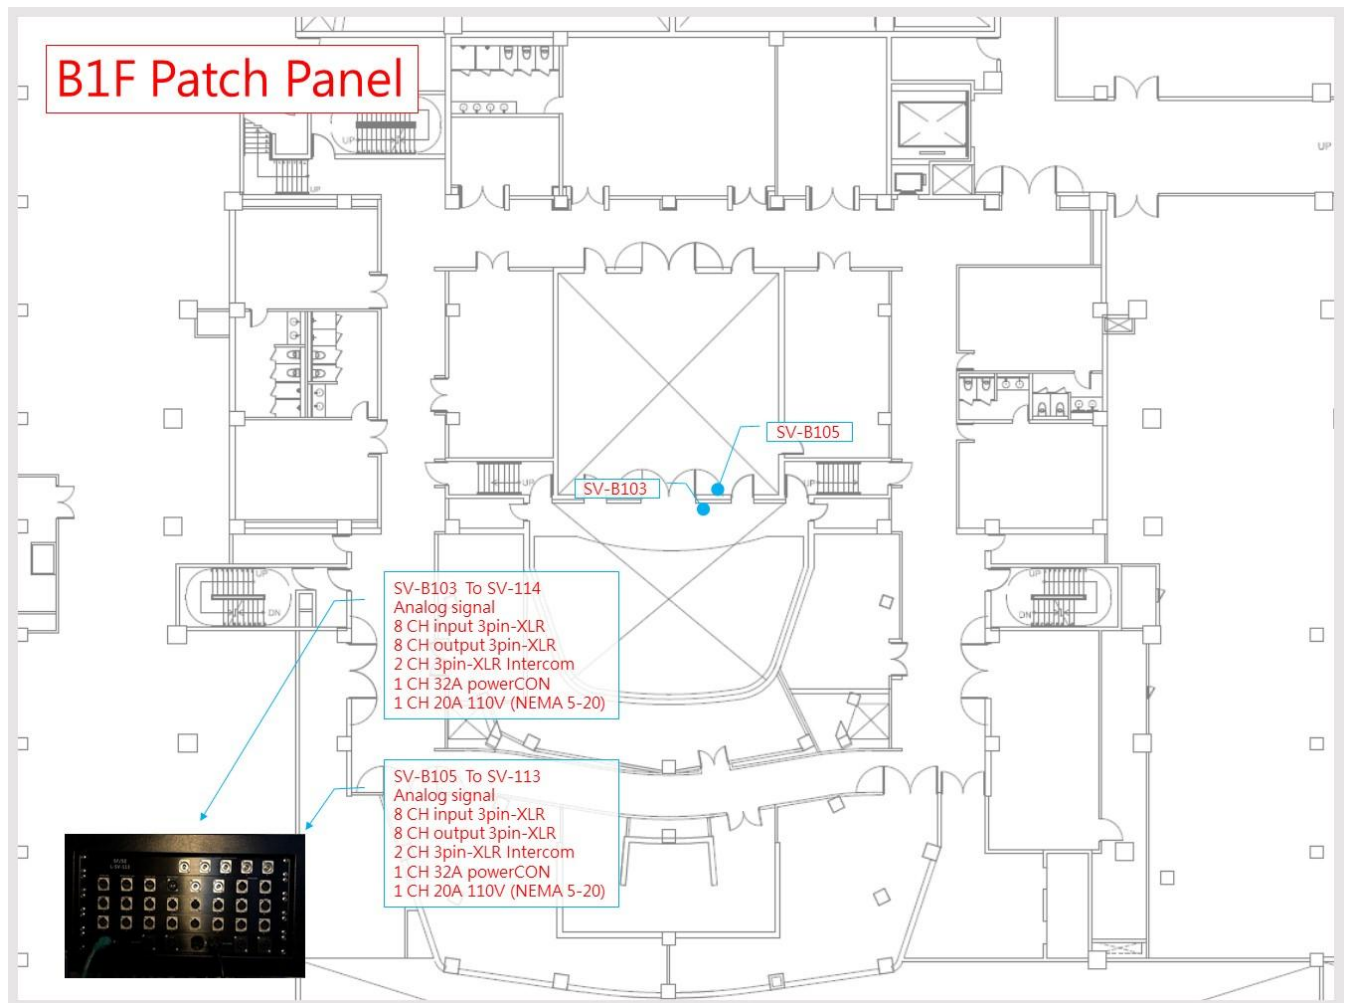 B1F Patch Panel
UP
UP
UP
SV-B105
UP
UP
SV-B103
UP
DN
UP
DN
SV-B103 To SV-114
Analog signal
8 CH input 3pin-XLR
8 CH output 3pin-XLR
2 CH 3pin-XLR Intercom
1 CH 32A powerCON
1 CH 20A 110V (NEMA 5-20)
SV-B105 To SV-113
Analog signal
8 CH input 3pin-XLR
8 CH output 3pin-XLR
2 CH 3pin-XLR Intercom
1 CH 32A powerCON
1 CH 20A 110V (NEMA 5-20)